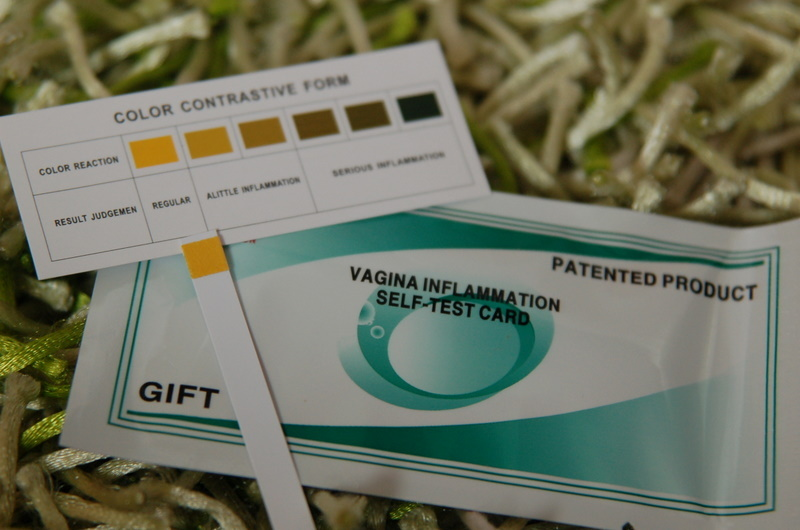 COLOR CONTRASTIVE FORM
COLOR REACTION
RESULT JUDGEMEN
REGULAR
ALITTLE INFLAMMATION
SERIOUS INFLAMMATION
PATENTED PRODUCT
VAGINA INFLAMMATION
SELF-TEST CARD
GIFT